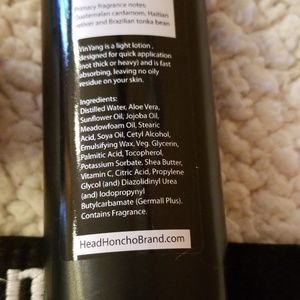 Primary fragrance notes:
Guatemalan cardamom, Haitian
vetiver and Brazilian tonka bean
YinYang is a light lotion ,
designed for quick application
(not thick or heavy) and is fast
absorbing, leaving no oily
residue on your skin.
Ingredients:
Distilled Water, Aloe Vera,
Sunflower Oil, Jojoba Oil,
Meadowfoam Oil, Stearic
Acid, Soya Oil, Cetyl Alcohol,
Emulsifying Wax, Veg. Glycerin,
Palmitic Acid, Tocopherol,
Potassium Sorbate, Shea Butter,
Vitamin C, Citric Acid, Propylene
Glycol (and) Diazolidinyl Urea
(and) Iodopropynyl
Butylcarbamate (Germall Plus).
Contains Fragrance.
HeadHonchoBrand.com